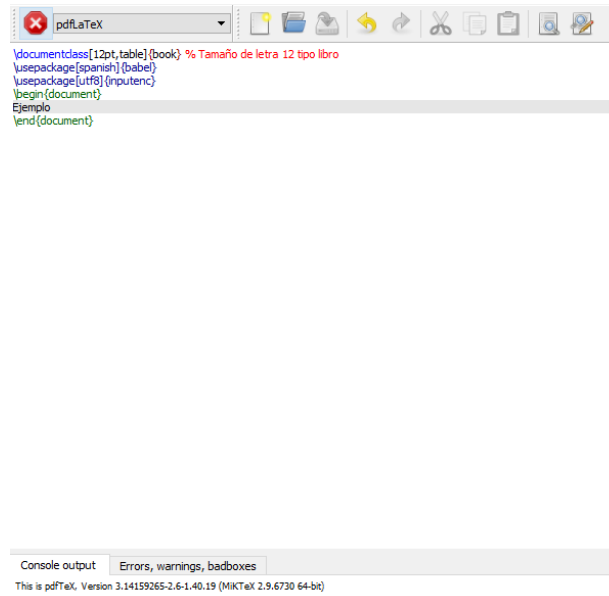 pdfLaTeX
\documentclass[12pt,table]{book} % Tamaño de letra 12 tipo libro
\usepackage[spanish]{babel}
\usepackage[utf8]{inputenc}
\begin{document}
Ejemplo
\end{document}
Console output Errors, warnings, badboxes
This is pdfTeX, Version 3.14159265-2.6-1.40.19 (MiKTeX 2.9.6730 64-bit)